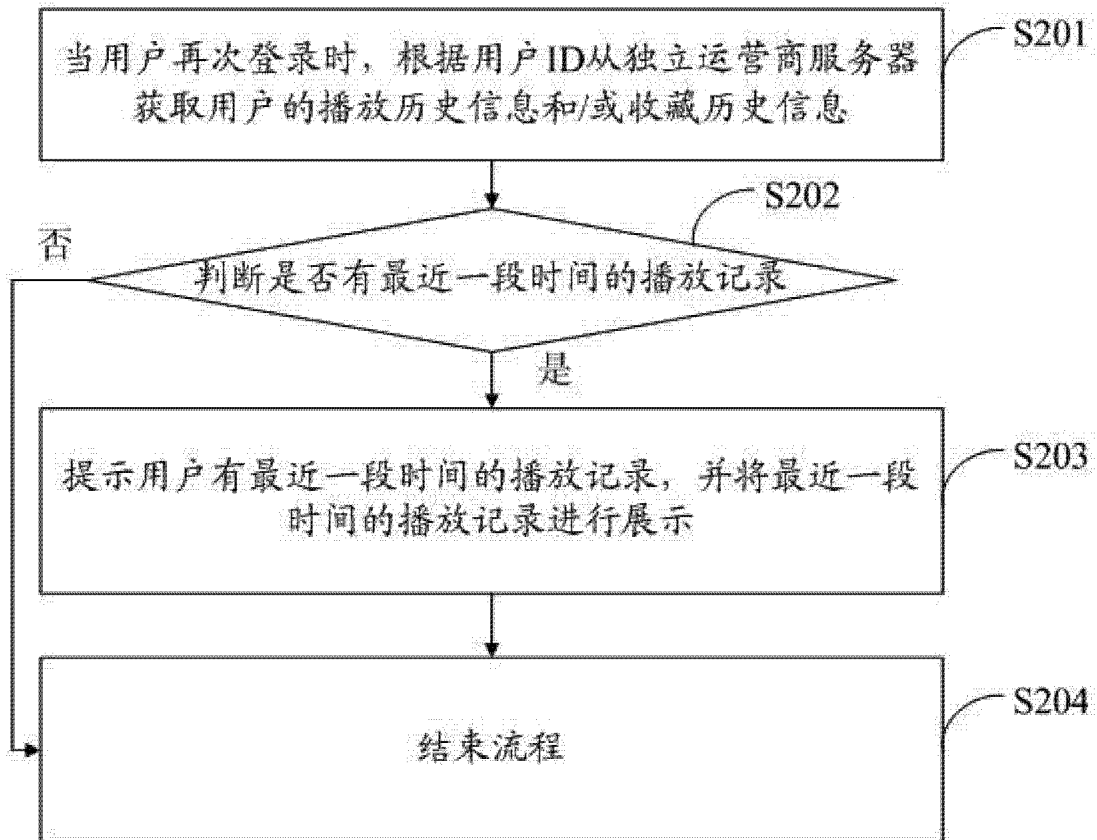 当用户再次登录时，根据用户ID从独立运营商服务器
获取用户的播放历史信息和/或收藏历史信息
S201
S202
否
判断是否有最近一段时间的播放记录
是
提示用户有最近一段时间的播放记录，并将最近一段
时间的播放记录进行展示
S203
S204
结束流程